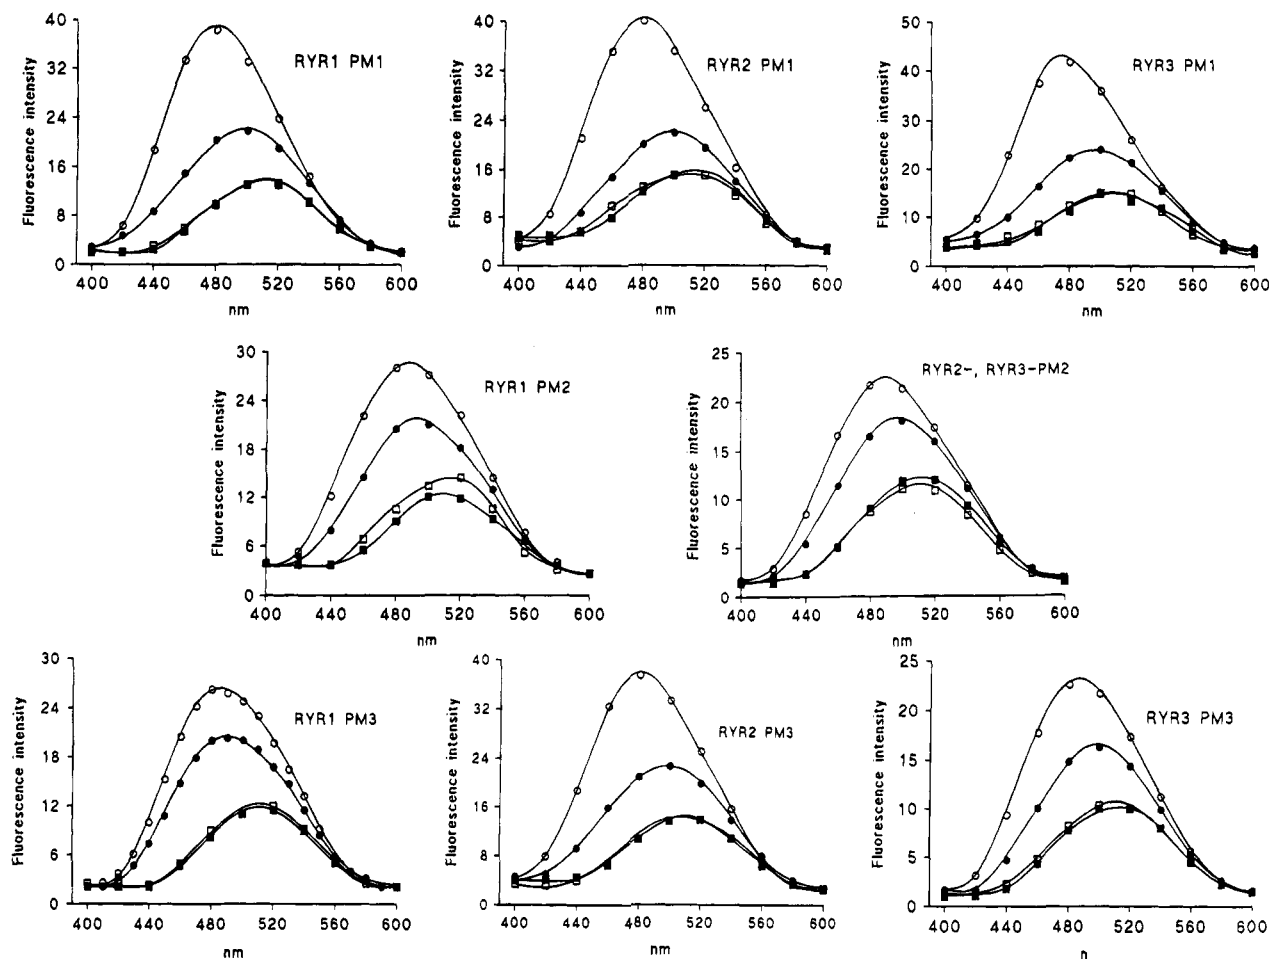 RYR1 PM1
Fluorescence intensity
40
32
24
16
8
0
400 440 480 520 560 600
nm
RYR2 PM1
Fluorescence intensity
40
32
24
16
8
0
400 440 480 520 560 600
nm
RYR3 PM1
Fluorescence intensity
50
40
30
20
10
0
400 440 480 520 560 600
nm
RYR1 PM2
Fluorescence intensity
30
24
18
12
6
0
400 440 480 520 560 600
nm
RYR2-, RYR3-PM2
Fluorescence intensity
25
20
15
10
5
0
400 440 480 520 560 600
nm
RYR1 PM3
Fluorescence intensity
30
24
18
12
6
0
400 440 480 520 560 600
nm
RYR2 PM3
Fluorescence intensity
40
32
24
16
8
0
400 440 480 520 560 600
nm
RYR3 PM3
Fluorescence intensity
25
20
15
10
5
0
400 440 480 520 560 600